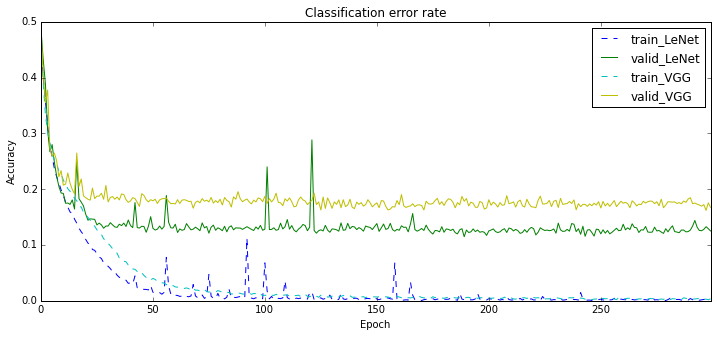 Classification error rate
0.5
0.4
0.3
0.2
0.1
0.0
Accuracy
train_LeNet
valid_LeNet
train_VGG
valid_VGG
0 50 100 150 200 250
Epoch